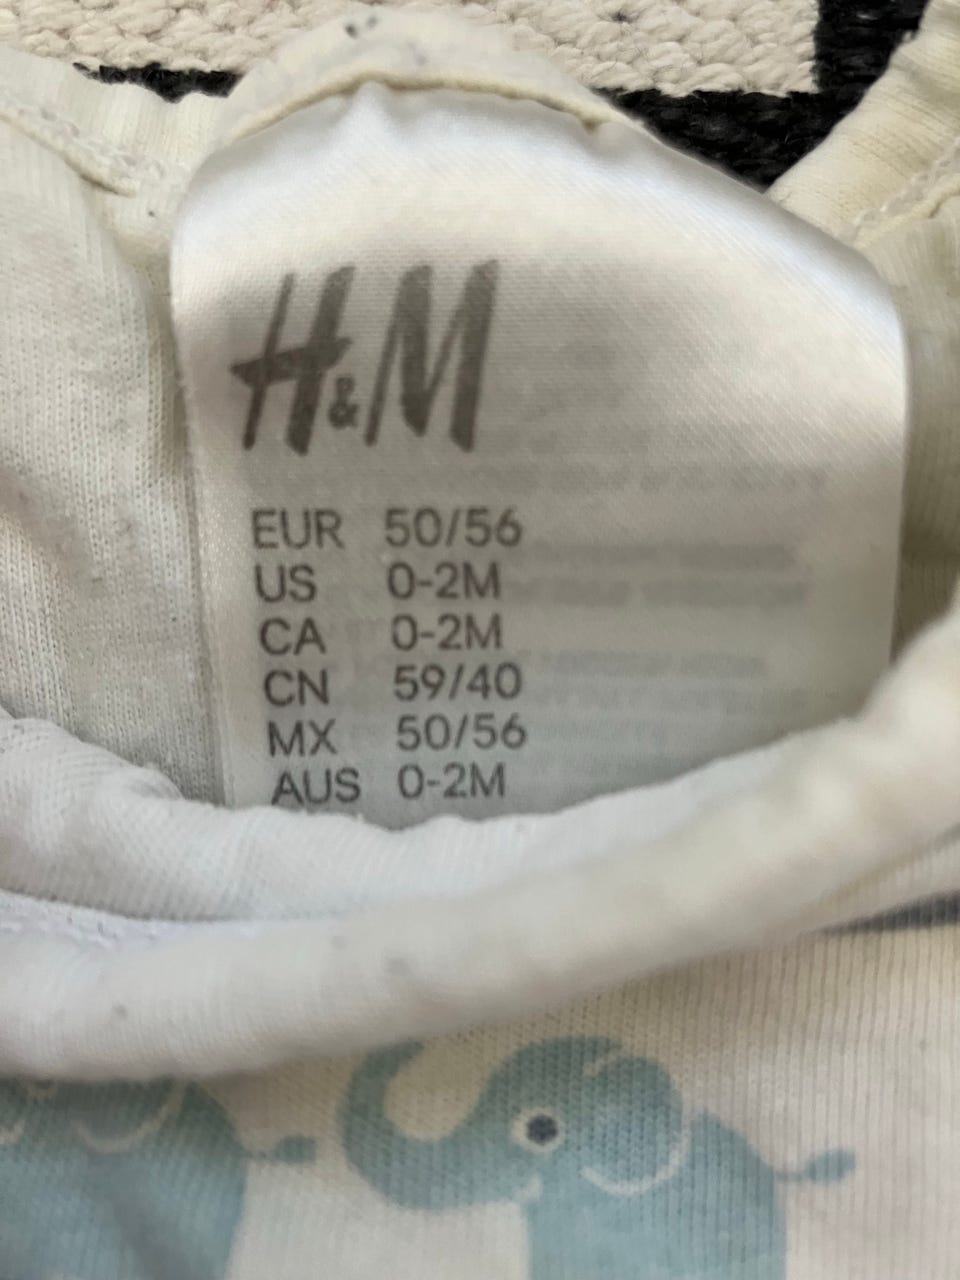 H&M
EUR 50/56
US 0-2M
CA 0-2M
CN 59/40
MX 50/56
AUS 0-2M